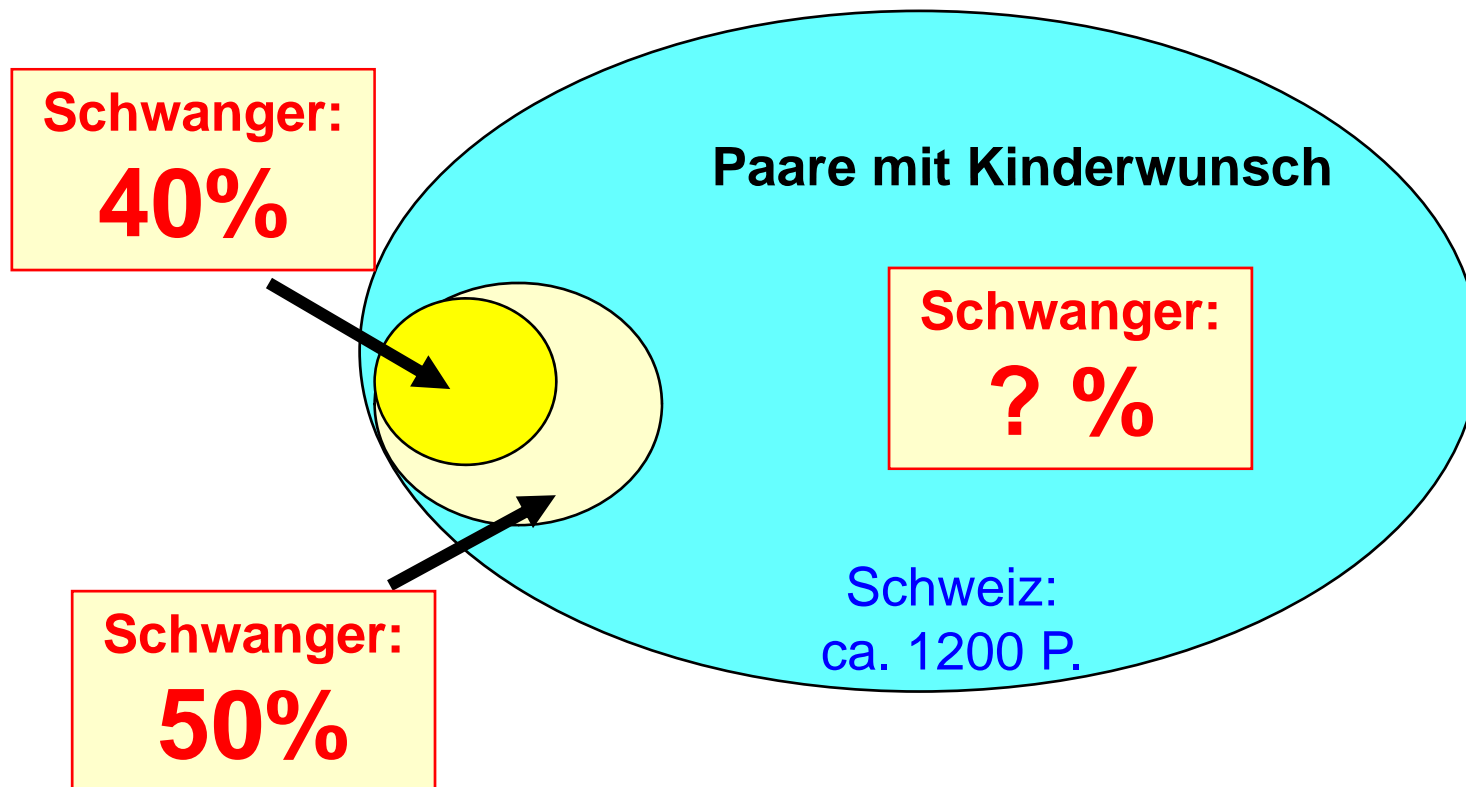 Schwanger:
40%
Paare mit Kinderwunsch
Schwanger:
? %
Schweiz:
ca. 1200 P.
Schwanger:
50%